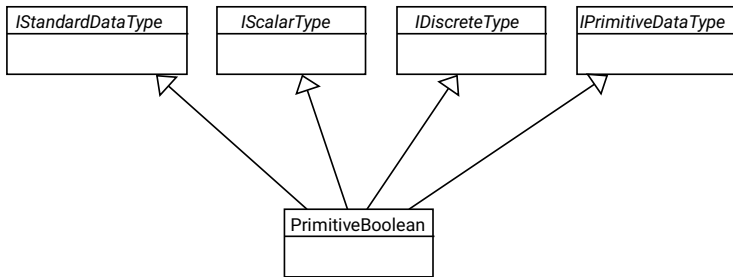 IStandardDataType
IScalarType
IDiscreteType
IPrimitiveDataType
PrimitiveBoolean